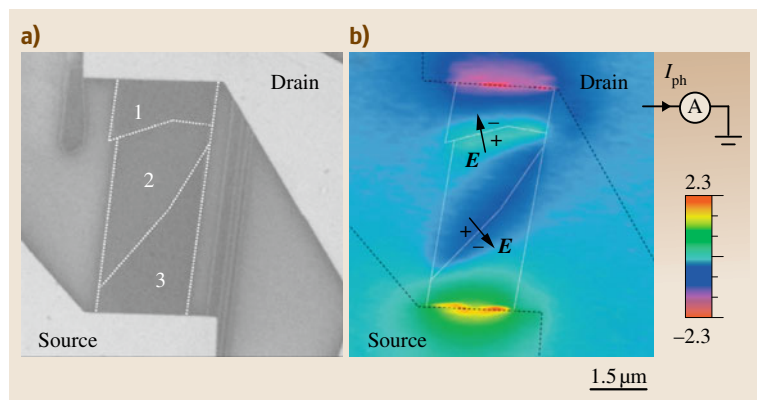 a)
Drain
1
2
3
Source
b)
Drain
−
+
E
+
−
E
Source
I_ph
A
2.3
−2.3
1.5 µm